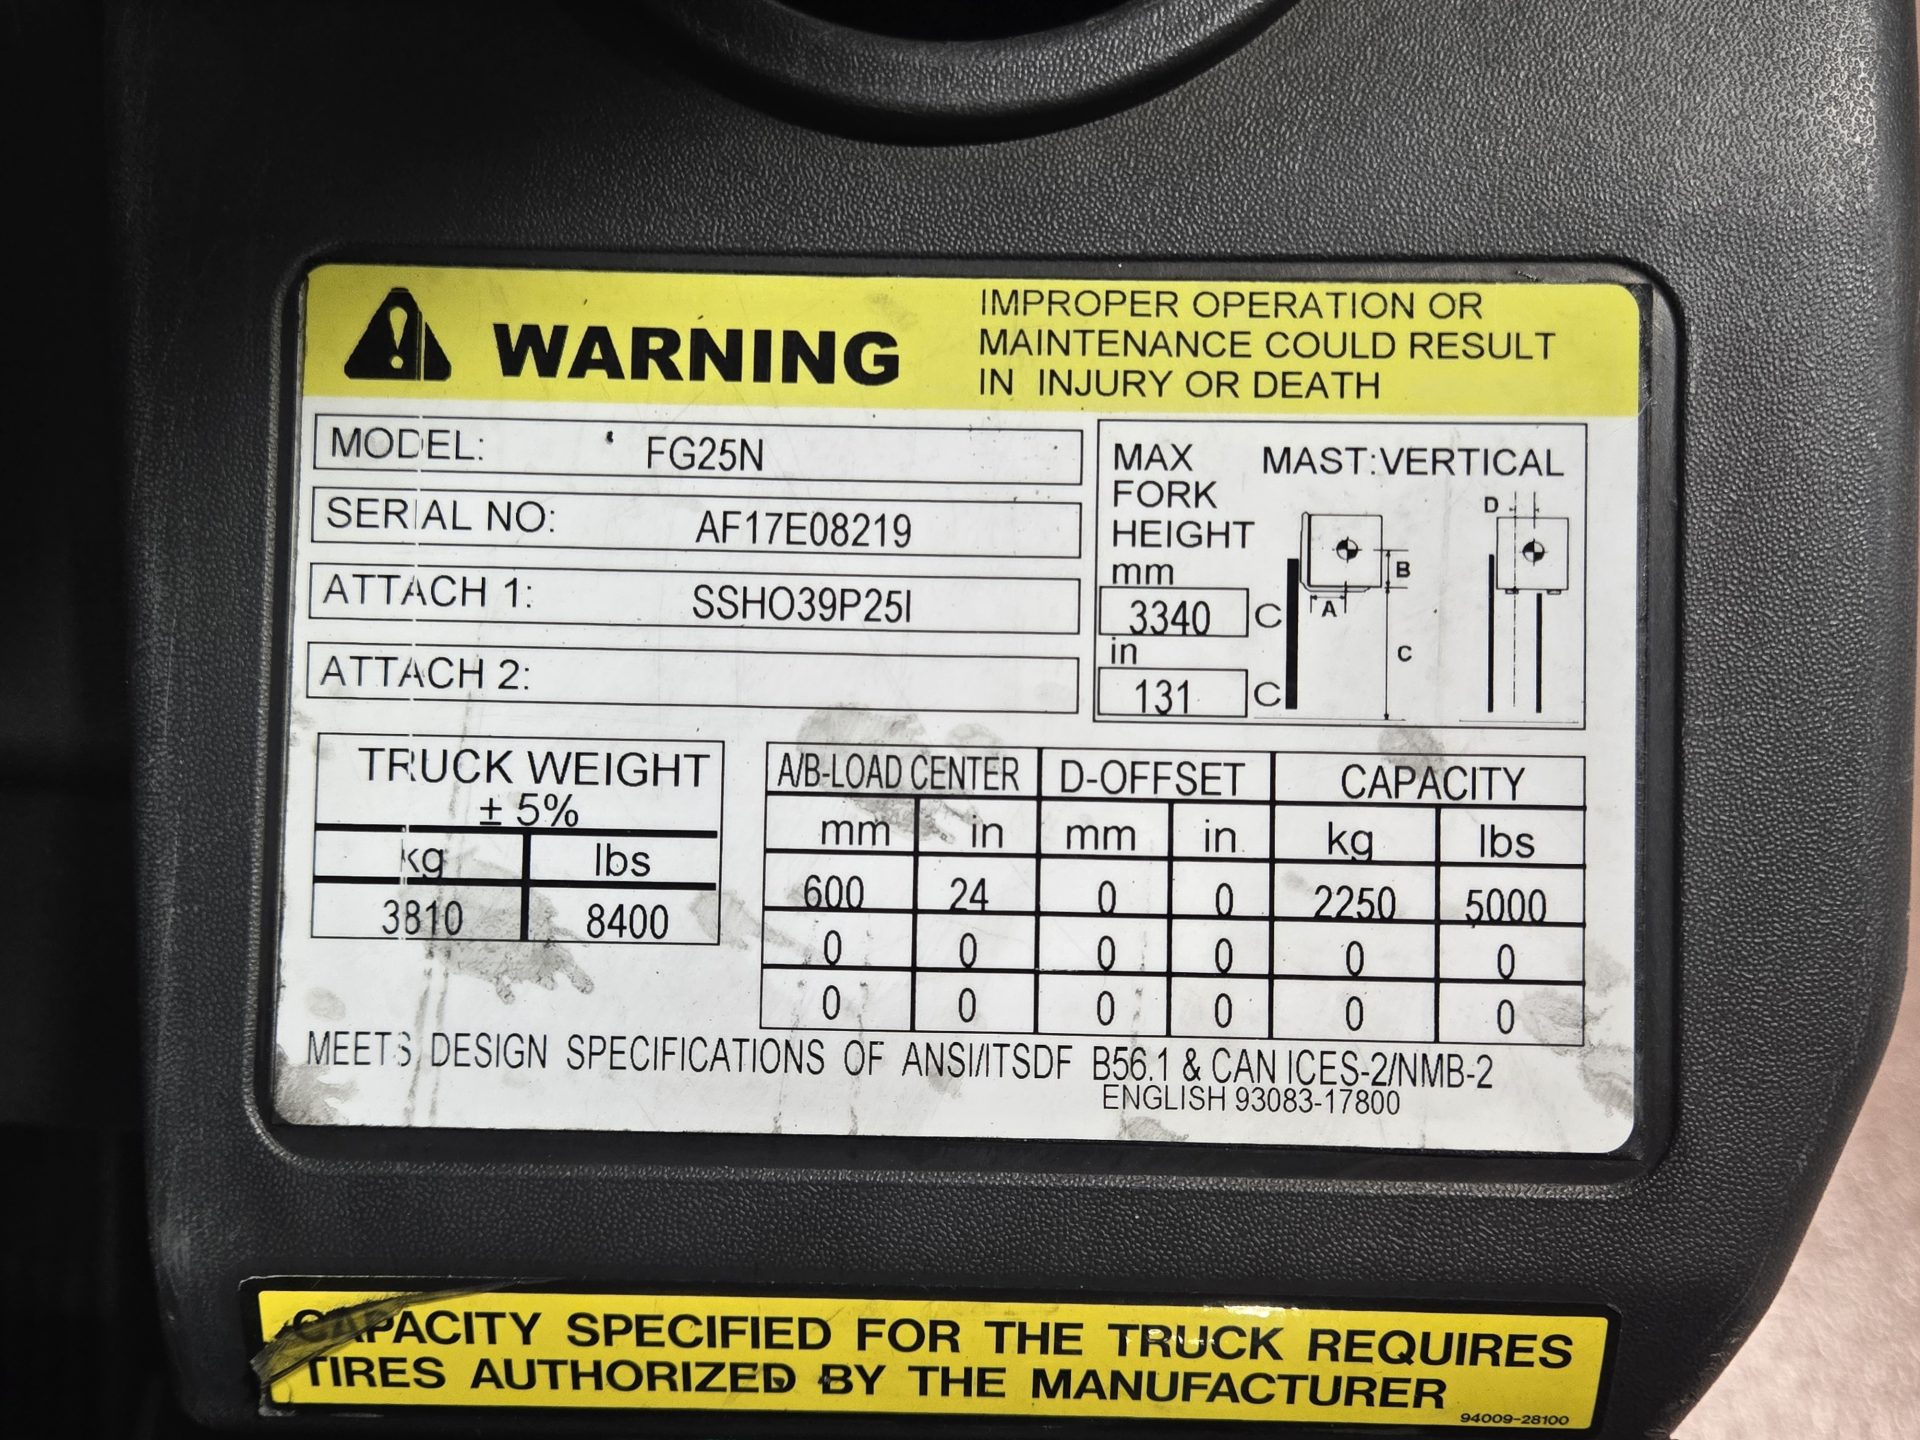 WARNING
IMPROPER OPERATION OR
MAINTENANCE COULD RESULT
IN INJURY OR DEATH
MODEL: FG25N
SERIAL NO: AF17E08219
ATTACH 1: SSHO39P25I
ATTACH 2:
MAX MAST:VERTICAL
FORK
HEIGHT
mm
3340 C
in
131 C
A
B
C
D
TRUCK WEIGHT
± 5%
kg lbs
3810 8400
A/B-LOAD CENTER D-OFFSET CAPACITY
mm in mm in kg lbs
600 24 0 0 2250 5000
0 0 0 0 0 0
0 0 0 0 0 0
MEETS DESIGN SPECIFICATIONS OF ANSI/ITSDF B56.1 & CAN ICES-2/NMB-2
ENGLISH 93083-17800
CAPACITY SPECIFIED FOR THE TRUCK REQUIRES
TIRES AUTHORIZED BY THE MANUFACTURER
94009-28100